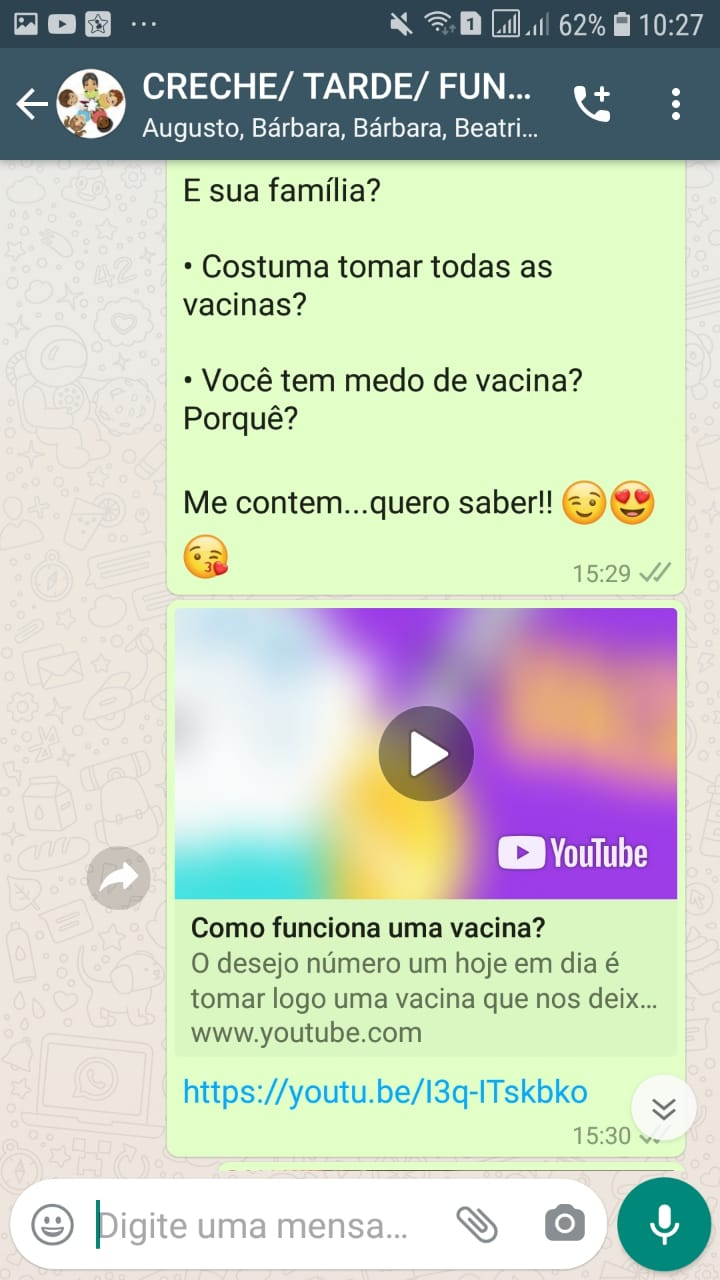 62% 10:27
CRECHE/ TARDE/ FUN...
Augusto, Bárbara, Bárbara, Beatri...
E sua família?
• Costuma tomar todas as
vacinas?
• Você tem medo de vacina?
Porquê?
Me contem...quero saber!! 😉😍
😘
15:29
YouTube
Como funciona uma vacina?
O desejo número um hoje em dia é
tomar logo uma vacina que nos deix...
www.youtube.com
https://youtu.be/I3q-ITskbko
15:30
Digite uma mensa...